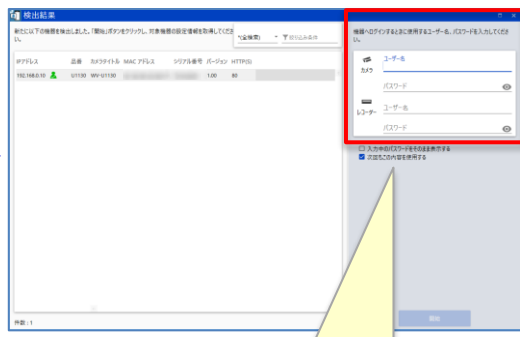 検出結果
新たに以下の機器を検出しました。「開始」ボタンをクリックし、対象機器の設定情報を取得してくださ
い。
*(全検索)
絞り込み条件
IPアドレス 品番 カメラタイトル MAC アドレス シリアル番号 バージョン HTTP(S)
192.168.0.10 U1130 WV-U1130 1.00 80
件数 : 1
機器へログインするときに使用するユーザー名、パスワードを入力してくださ
い。
カメラ
ユーザー名
パスワード
レコーダー
ユーザー名
パスワード
入力中のパスワードをそのまま表示する
次回もこの内容を使用する
開始